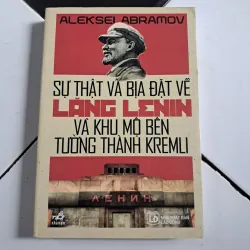 ALEKSEI ABRAMOV
SỰ THẬT VÀ BỊA ĐẶT VỀ
LĂNG LENIN
VÀ KHU MỘ BÊN
TƯỜNG THÀNH KREMLI
ЛЕНИН